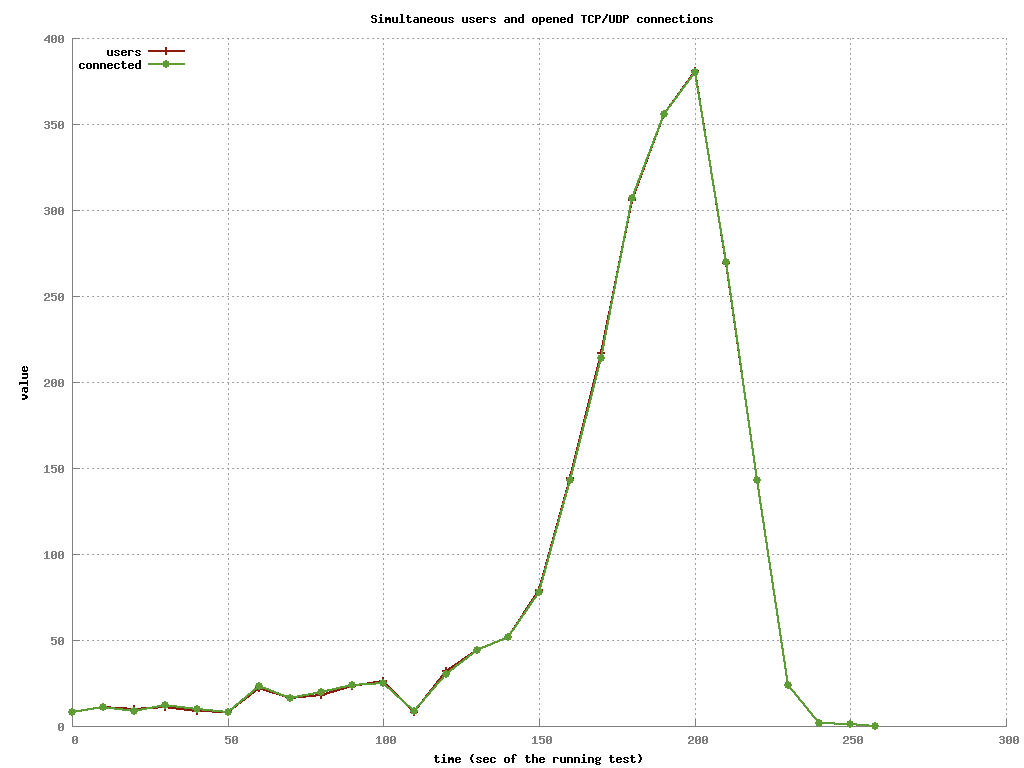 Simultaneous users and opened TCP/UDP connections
400
users
connected
350
300
250
200
150
100
50
0
value
0 50 100 150 200 250 300
time (sec of the running test)